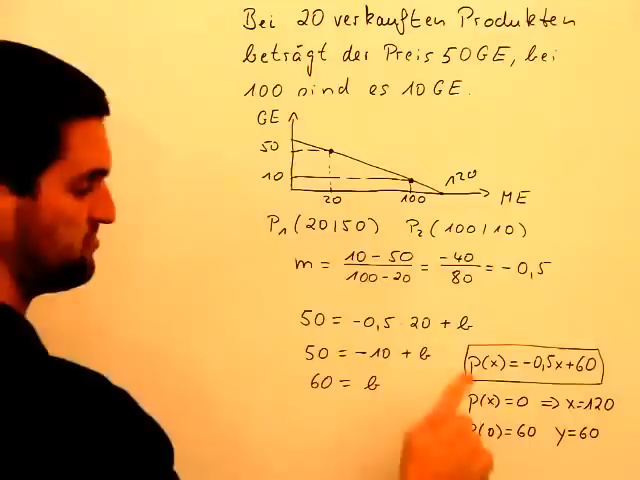 Bei 20 verkauften Produkten
beträgt der Preis 50GE, bei
100 sind es 10GE.
GE
50
10
20
100
120
ME
P₁(20|50) P₂(100|10)
m = (10-50)/(100-20) = -40/80 = -0,5
50 = -0,5·20 + b
50 = -10 + b
60 = b
p(x)=-0,5x+60
p(x)=0 ⇒ x=120
p(0)=60 y=60